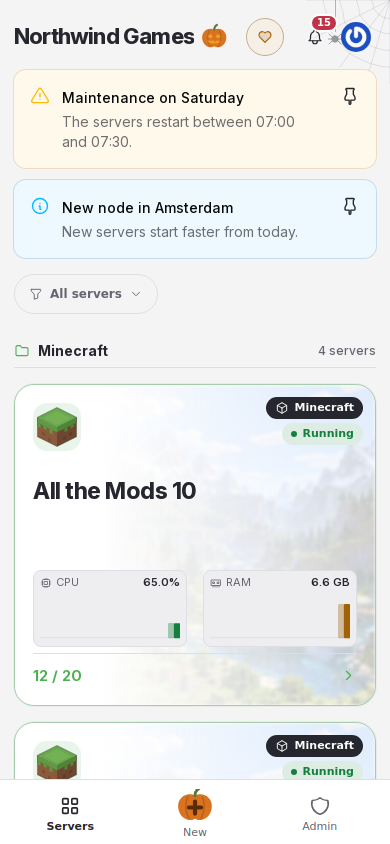 Northwind Games
15
Maintenance on Saturday
The servers restart between 07:00
and 07:30.
New node in Amsterdam
New servers start faster from today.
All servers
Minecraft
4 servers
Minecraft
Running
All the Mods 10
CPU
65.0%
RAM
6.6 GB
12 / 20
Minecraft
Running
Servers
New
Admin